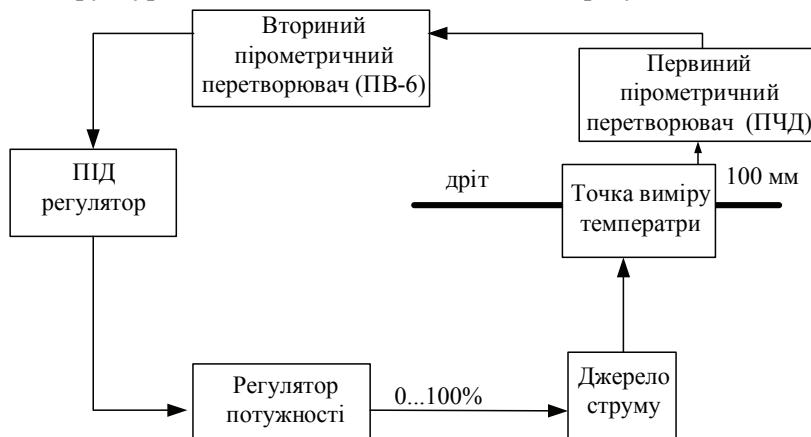 Вториний
пірометричний
перетворювач (ПВ-6)
Первиний
пірометричний
перетворювач (ПЧД)
ПІД
регулятор
дріт
Точка виміру
температри
100 мм
Регулятор
потужності
0...100%
Джерело
струму